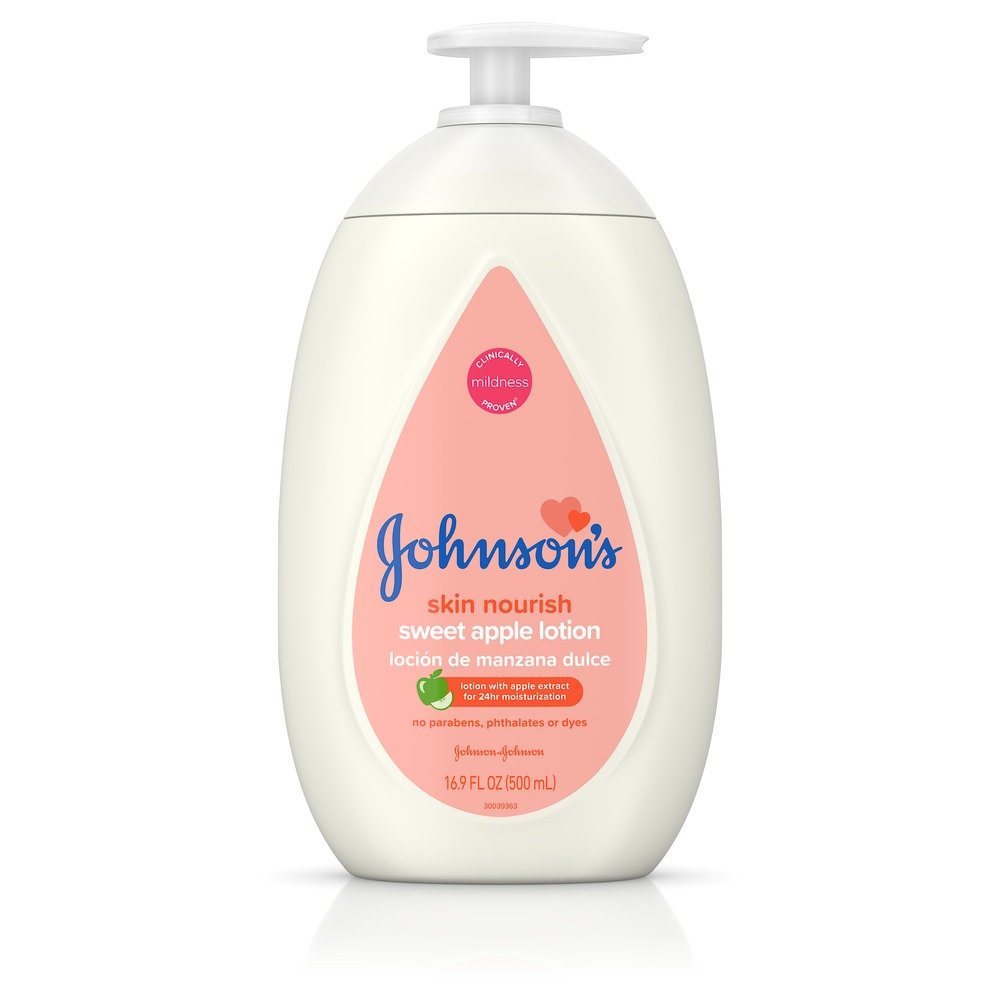 CLINICALLY
mildness
PROVEN®
Johnson's
skin nourish
sweet apple lotion
loción de manzana dulce
lotion with apple extract
for 24hr moisturization
no parabens, phthalates or dyes
Johnson & Johnson
16.9 FL OZ (500 mL)
30039363